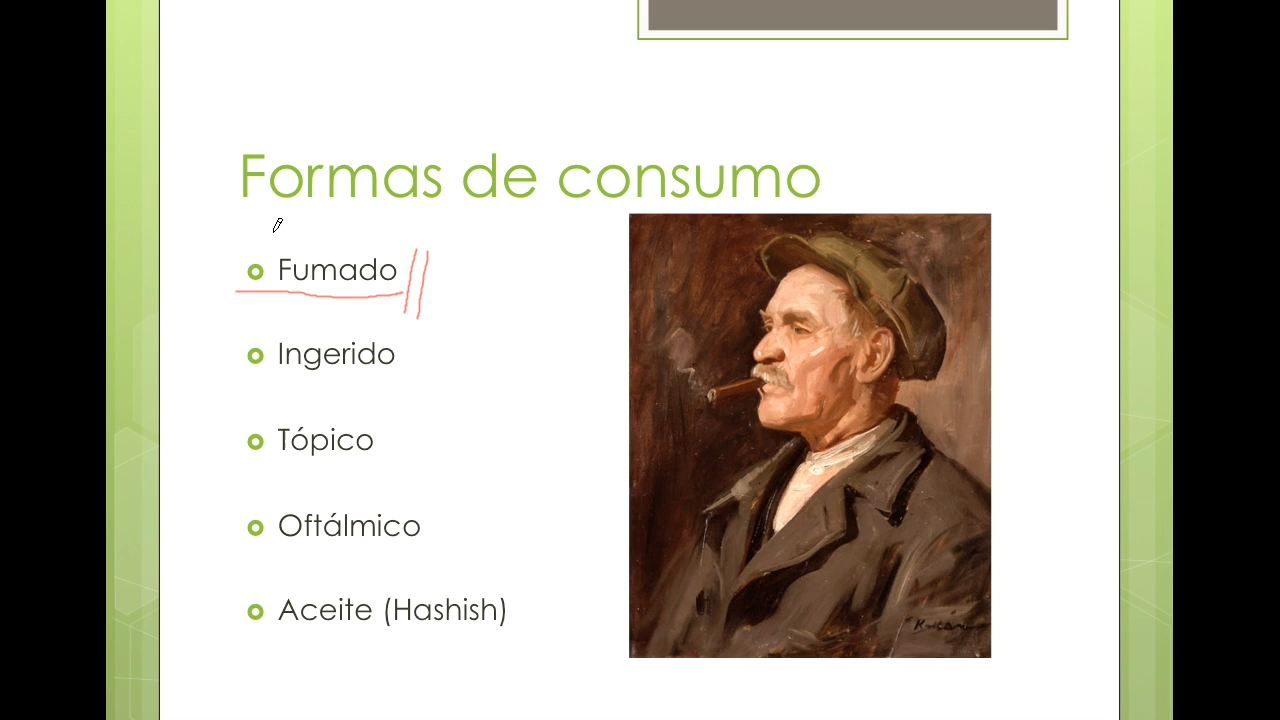 Formas de consumo
Fumado
Ingerido
Tópico
Oftálmico
Aceite (Hashish)